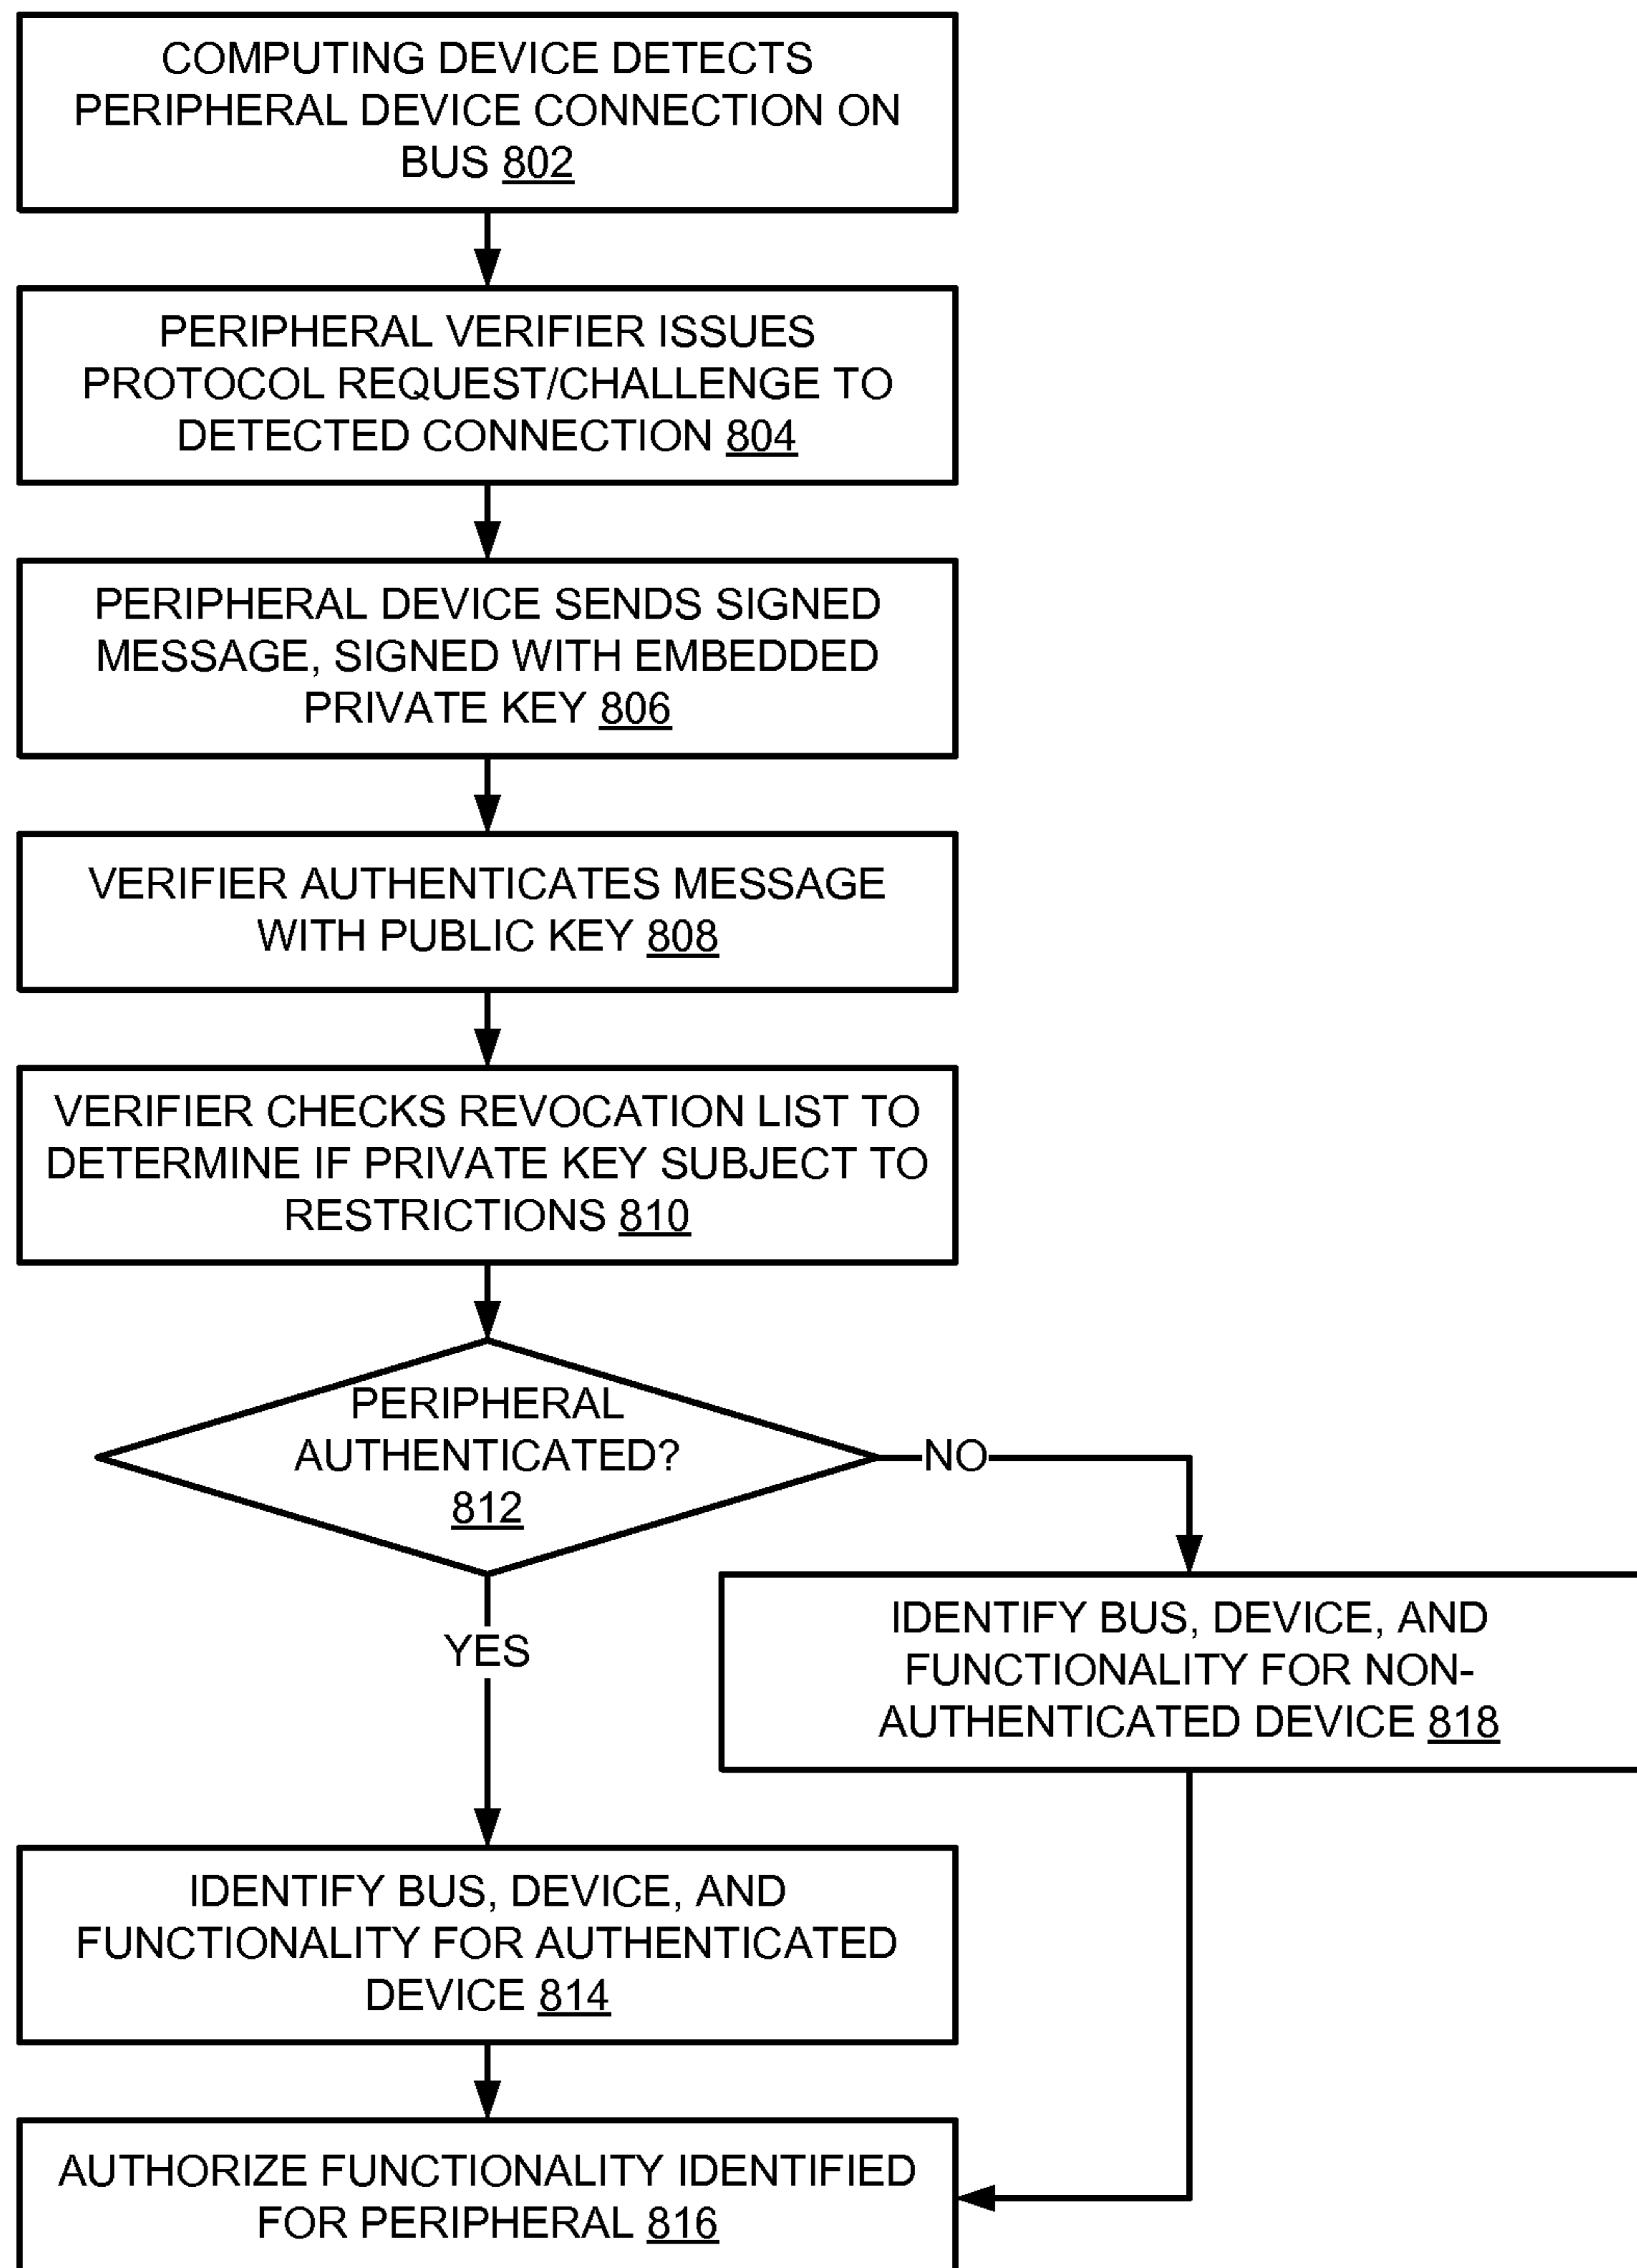 COMPUTING DEVICE DETECTS
PERIPHERAL DEVICE CONNECTION ON
BUS 802
PERIPHERAL VERIFIER ISSUES
PROTOCOL REQUEST/CHALLENGE TO
DETECTED CONNECTION 804
PERIPHERAL DEVICE SENDS SIGNED
MESSAGE, SIGNED WITH EMBEDDED
PRIVATE KEY 806
VERIFIER AUTHENTICATES MESSAGE
WITH PUBLIC KEY 808
VERIFIER CHECKS REVOCATION LIST TO
DETERMINE IF PRIVATE KEY SUBJECT TO
RESTRICTIONS 810
PERIPHERAL
AUTHENTICATED?
812
NO
YES
IDENTIFY BUS, DEVICE, AND
FUNCTIONALITY FOR NON-
AUTHENTICATED DEVICE 818
IDENTIFY BUS, DEVICE, AND
FUNCTIONALITY FOR AUTHENTICATED
DEVICE 814
AUTHORIZE FUNCTIONALITY IDENTIFIED
FOR PERIPHERAL 816